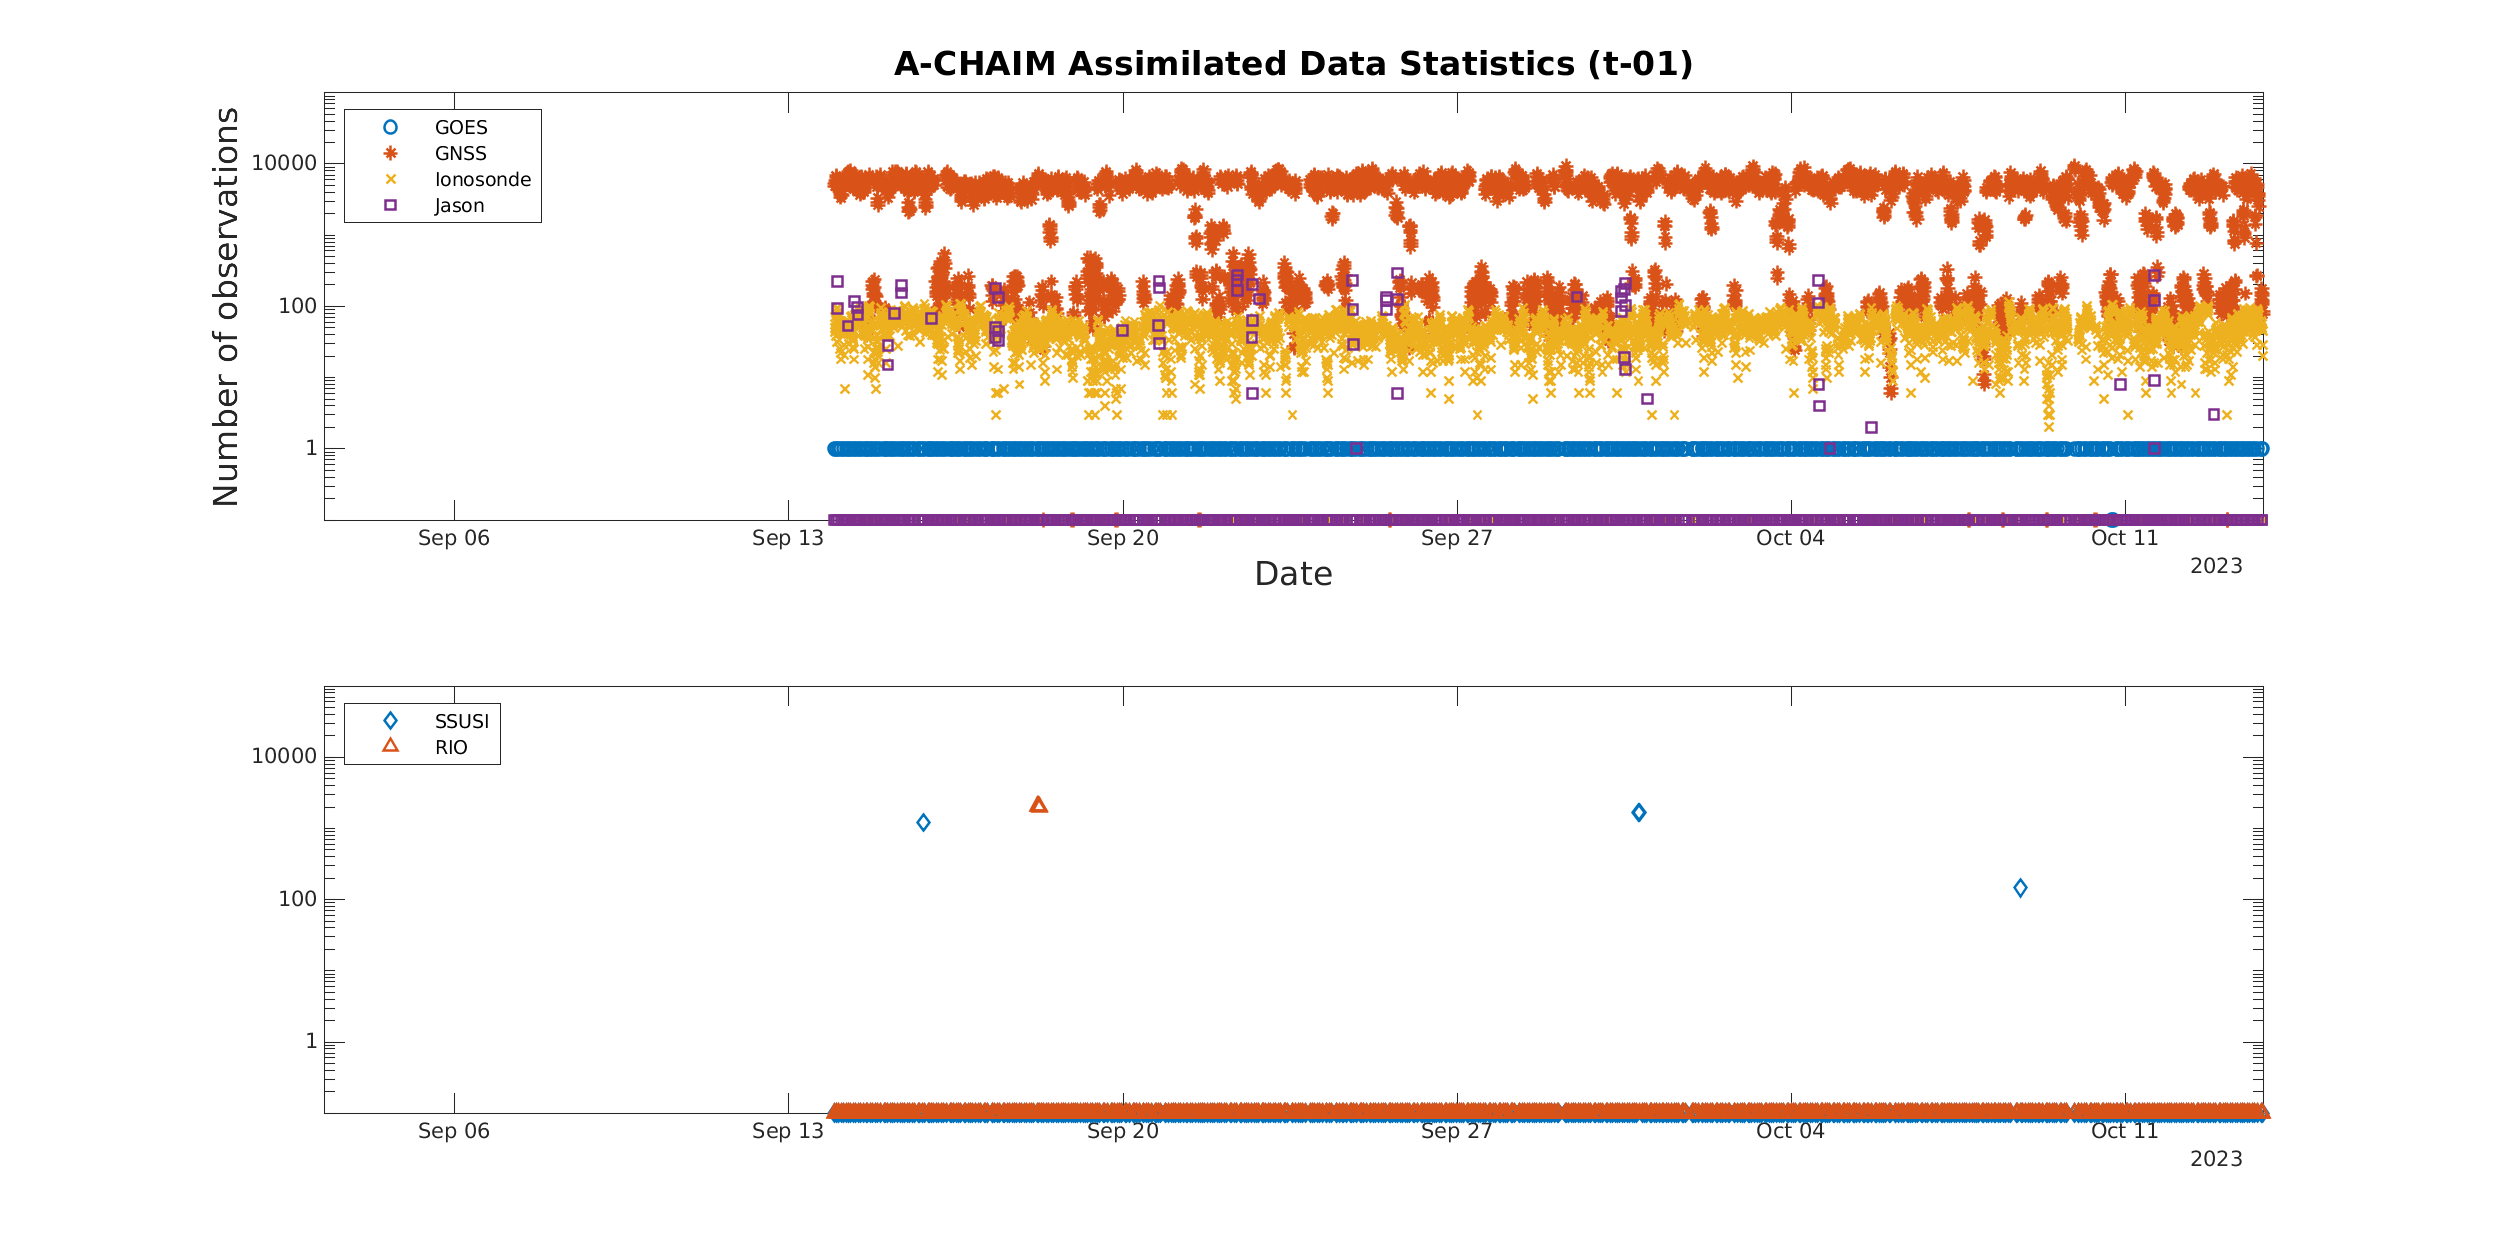 A-CHAIM Assimilated Data Statistics (t-01)
Number of observations
10000
100
1
GOES
GNSS
Ionosonde
Jason
Sep 06 Sep 13 Sep 20 Sep 27 Oct 04 Oct 11
2023
Date
10000
100
1
SSUSI
RIO
Sep 06 Sep 13 Sep 20 Sep 27 Oct 04 Oct 11
2023